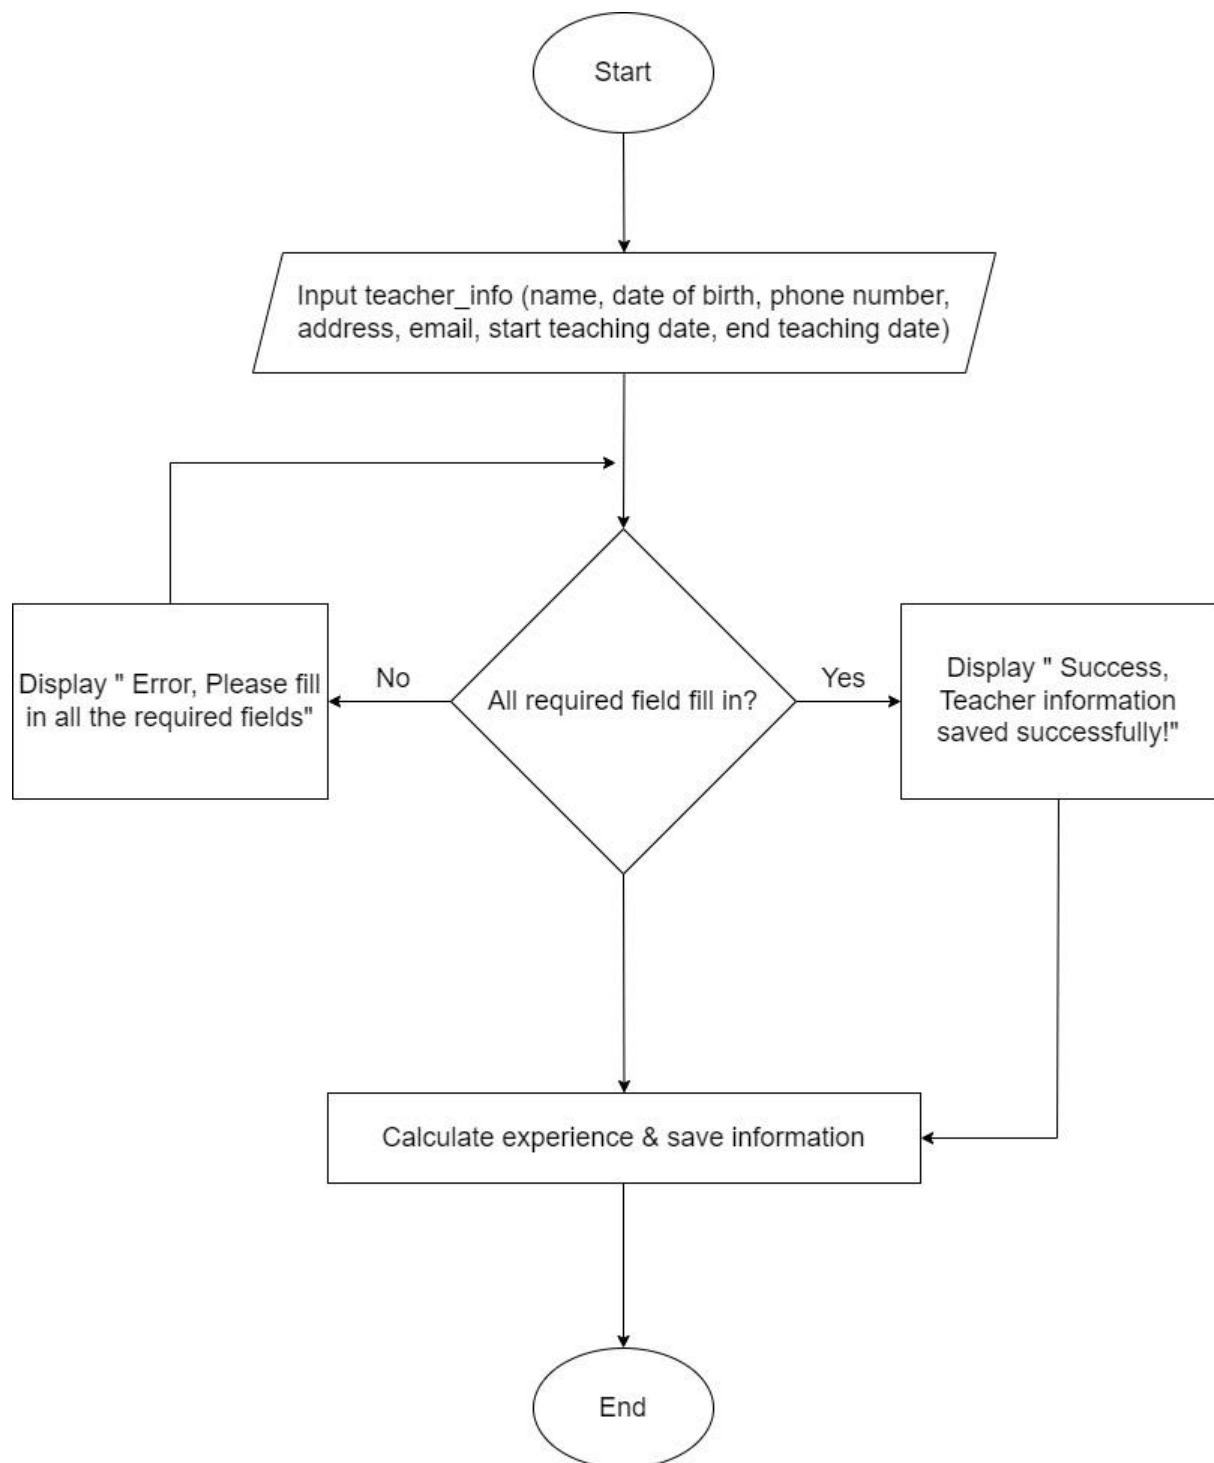 Start
Input teacher_info (name, date of birth, phone number,
address, email, start teaching date, end teaching date)
No
Yes
Display " Error, Please fill
in all the required fields"
All required field fill in?
Display " Success,
Teacher information
saved successfully!"
Calculate experience & save information
End